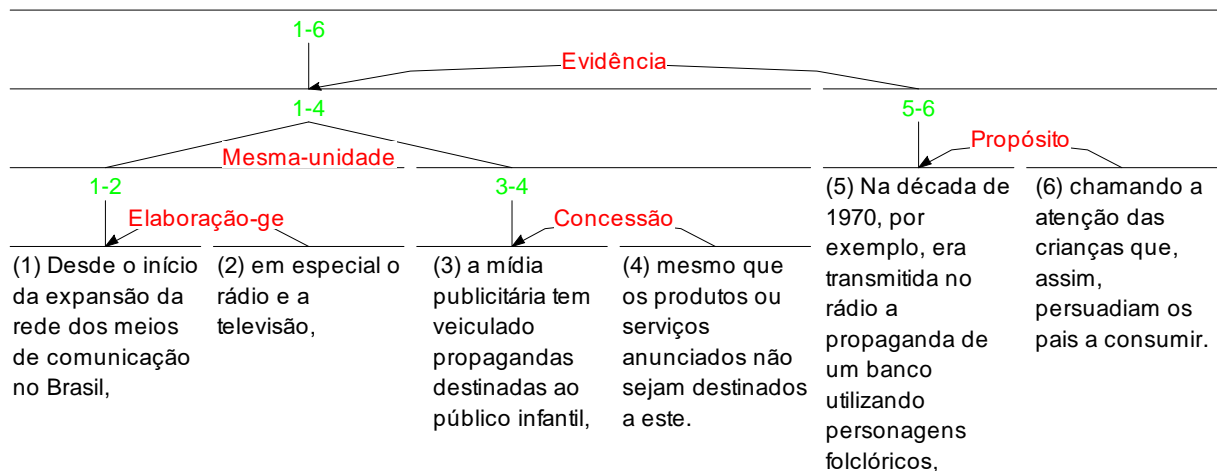 1-6
Evidência
1-4
5-6
Mesma-unidade
Propósito
1-2
3-4
Elaboração-ge
Concessão
(1) Desde o início
da expansão da
rede dos meios
de comunicação
no Brasil,
(2) em especial o
rádio e a
televisão,
(3) a mídia
publicitária tem
veiculado
propagandas
destinadas ao
público infantil,
(4) mesmo que
os produtos ou
serviços
anunciados não
sejam destinados
a este.
(5) Na década de
1970, por
exemplo, era
transmitida no
rádio a
propaganda de
um banco
utilizando
personagens
folclóricos,
(6) chamando a
atenção das
crianças que,
assim,
persuadiam os
pais a consumir.